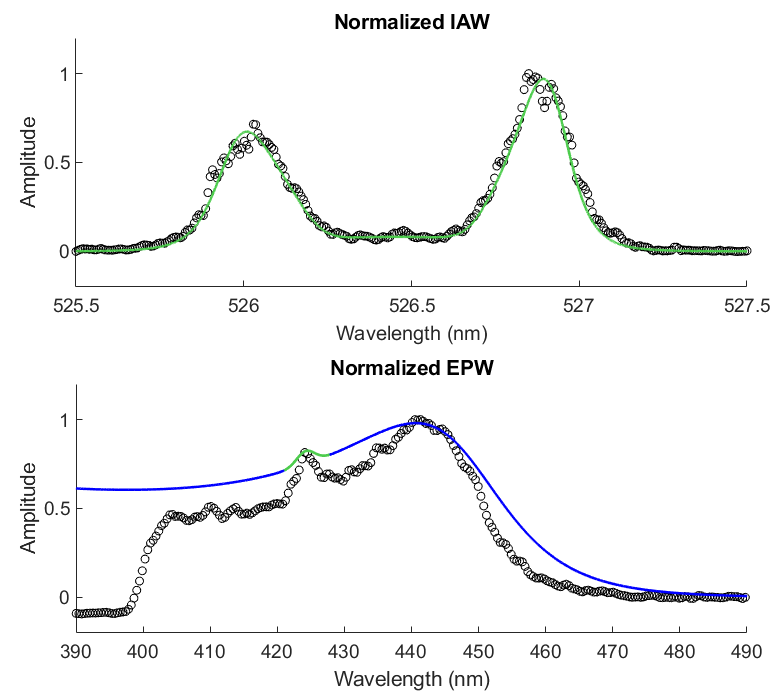 Normalized IAW
1
0.5
0
Amplitude
525.5 526 526.5 527 527.5
Wavelength (nm)
Normalized EPW
1
0.5
0
Amplitude
390 400 410 420 430 440 450 460 470 480 490
Wavelength (nm)